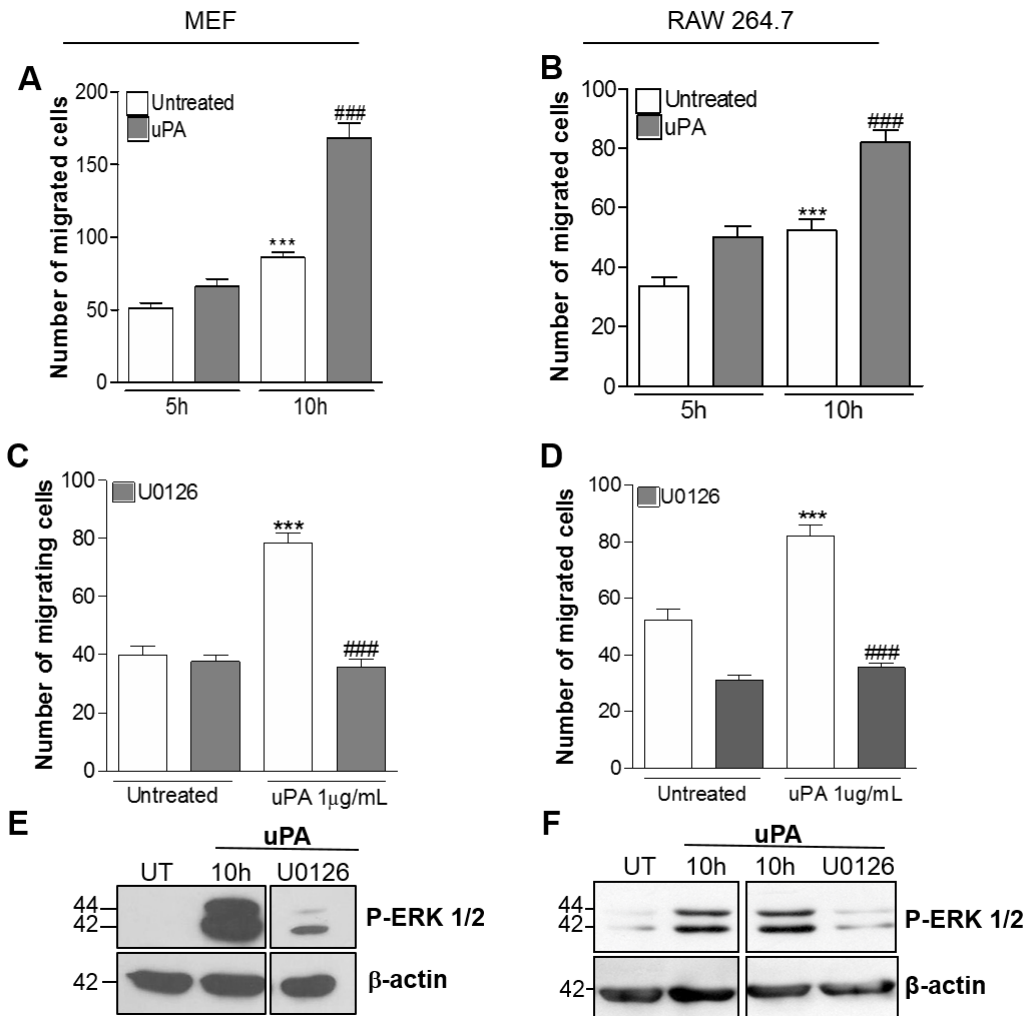 MEF
RAW 264.7
A
Number of migrated cells
200
150
100
50
0
Untreated
uPA
***
###
5h
10h
B
Number of migrated cells
100
80
60
40
20
0
Untreated
uPA
***
###
5h
10h
C
Number of migrating cells
100
80
60
40
20
0
U0126
***
###
Untreated
uPA 1μg/mL
D
Number of migrated cells
100
80
60
40
20
0
U0126
***
###
Untreated
uPA 1ug/mL
E
uPA
UT 10h U0126
44
42
P-ERK 1/2
42
β-actin
F
uPA
UT 10h 10h U0126
44
42
P-ERK 1/2
42
β-actin